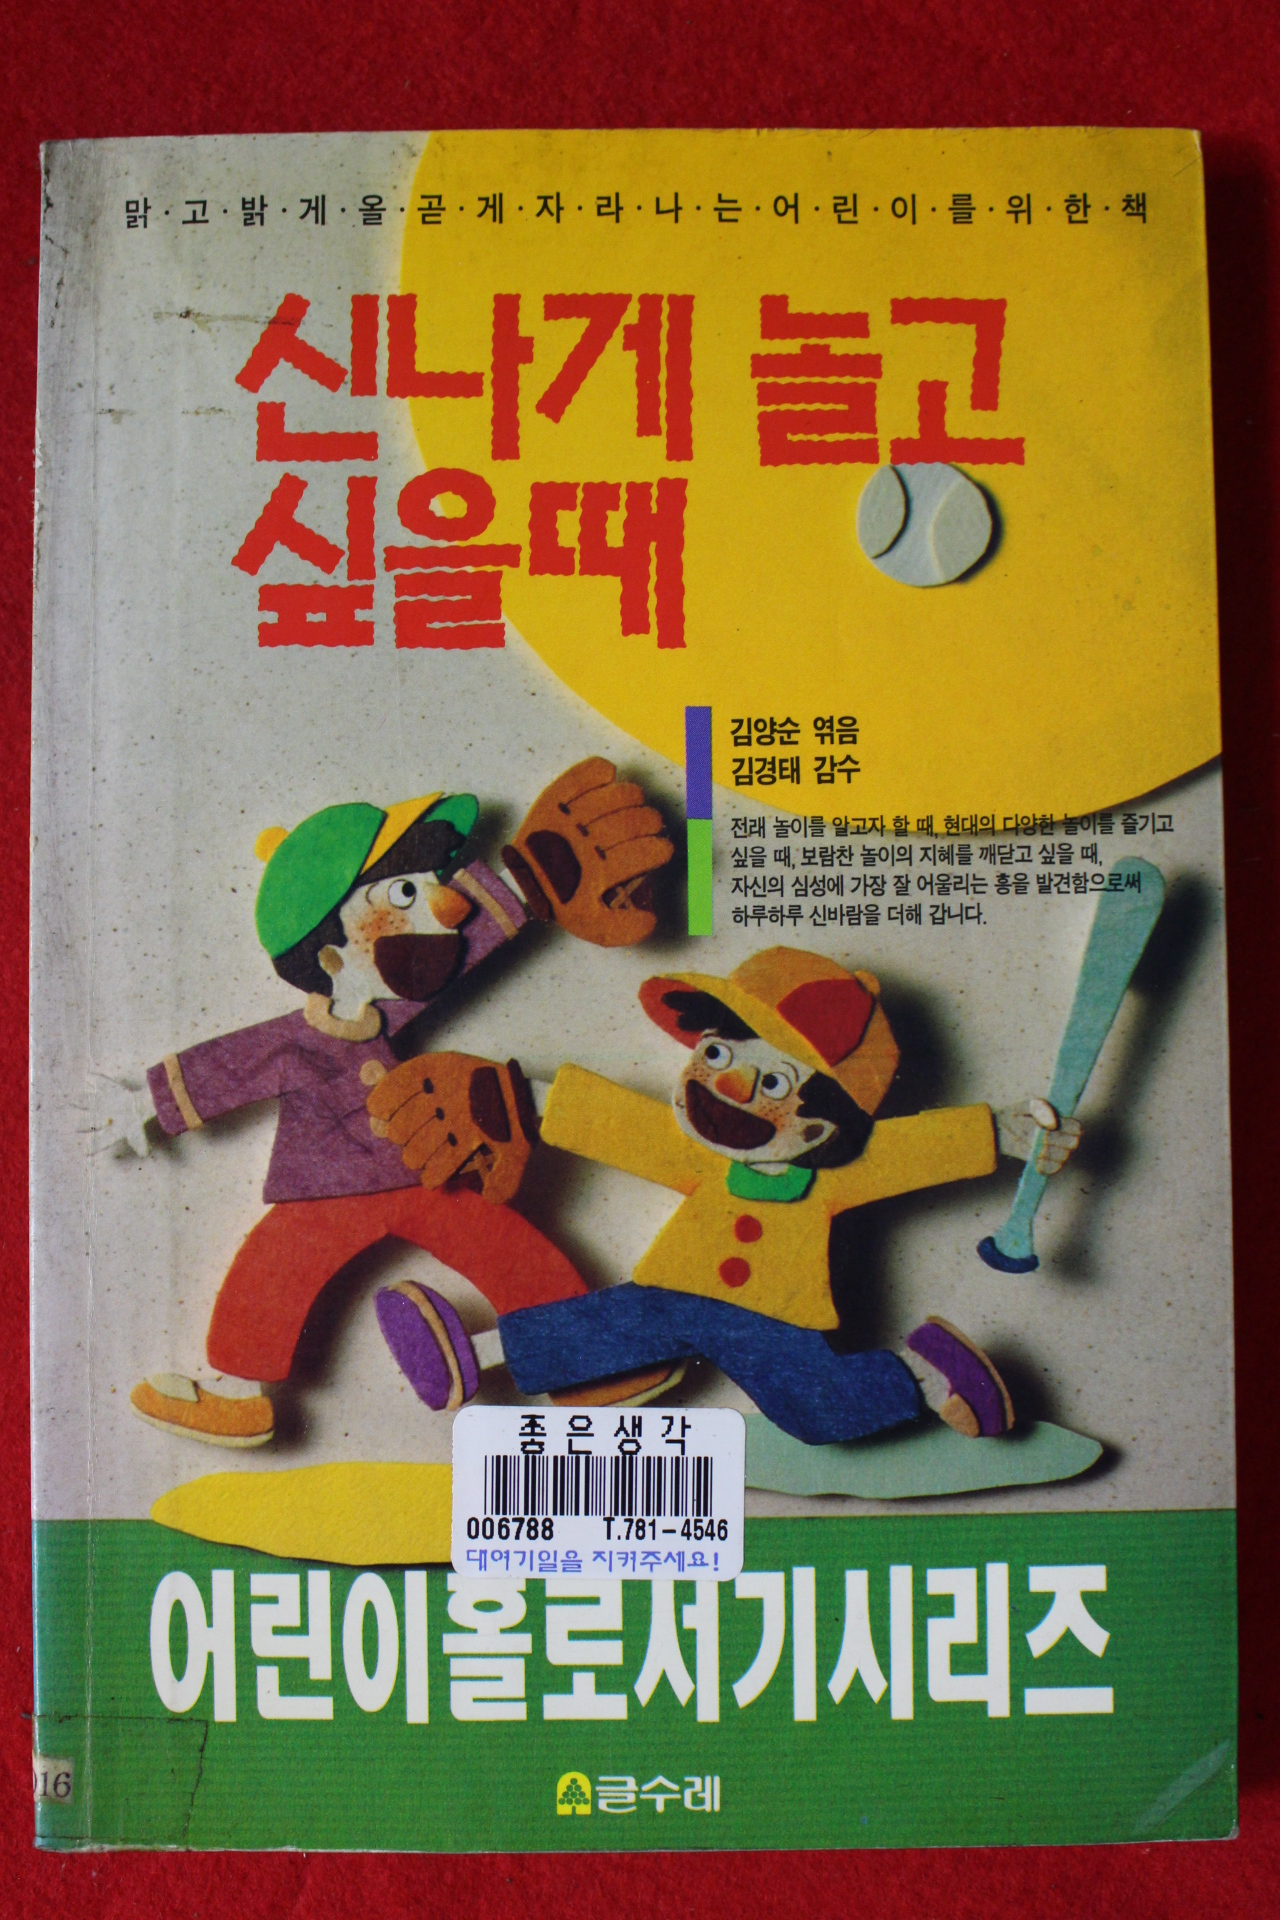 맑·고·밝·게·올·곧·게·자·라·나·는·어·린·이·를·위·한·책
신나게 놀고
싶을때
김양순 엮음
김경태 감수
전래 놀이를 알고자 할 때, 현대의 다양한 놀이를 즐기고
싶을 때, 보람찬 놀이의 지혜를 깨닫고 싶을 때,
자신의 심성에 가장 잘 어울리는 흥을 발견함으로써
하루하루 신바람을 더해 갑니다.
좋은생각
006788 T.781-4546
대여기일을 지켜주세요!
어린이홀로서기시리즈
글수레
16